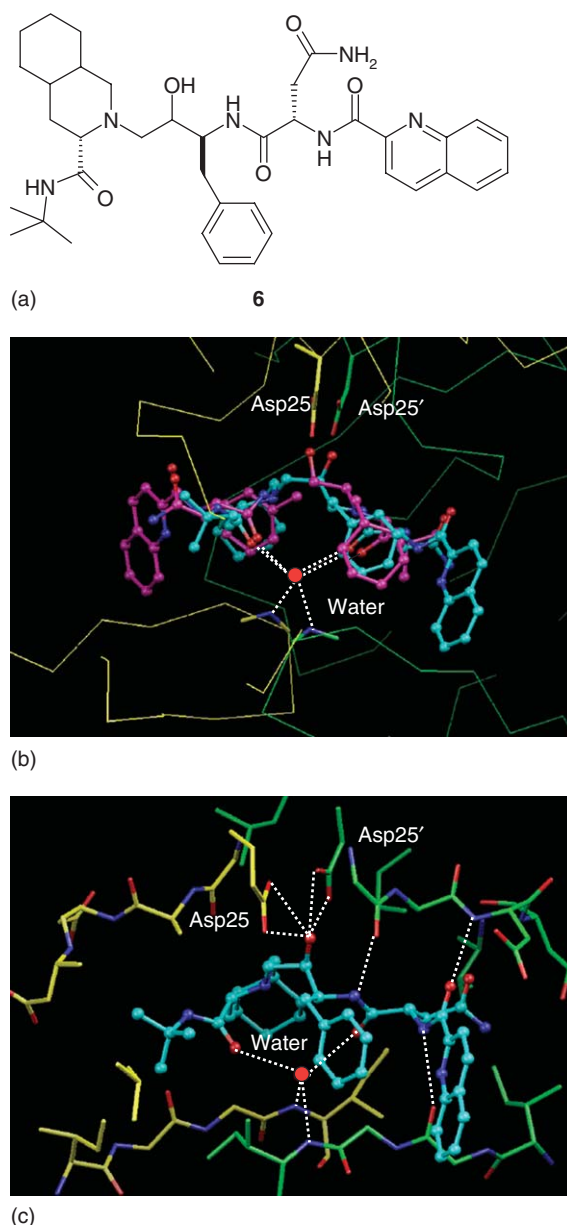 OH
O
NH2
H
N
N
O
N
H
O
N
HN
O
(a)
6
Asp25
Asp25′
Water
(b)
Asp25′
Asp25
Water
(c)